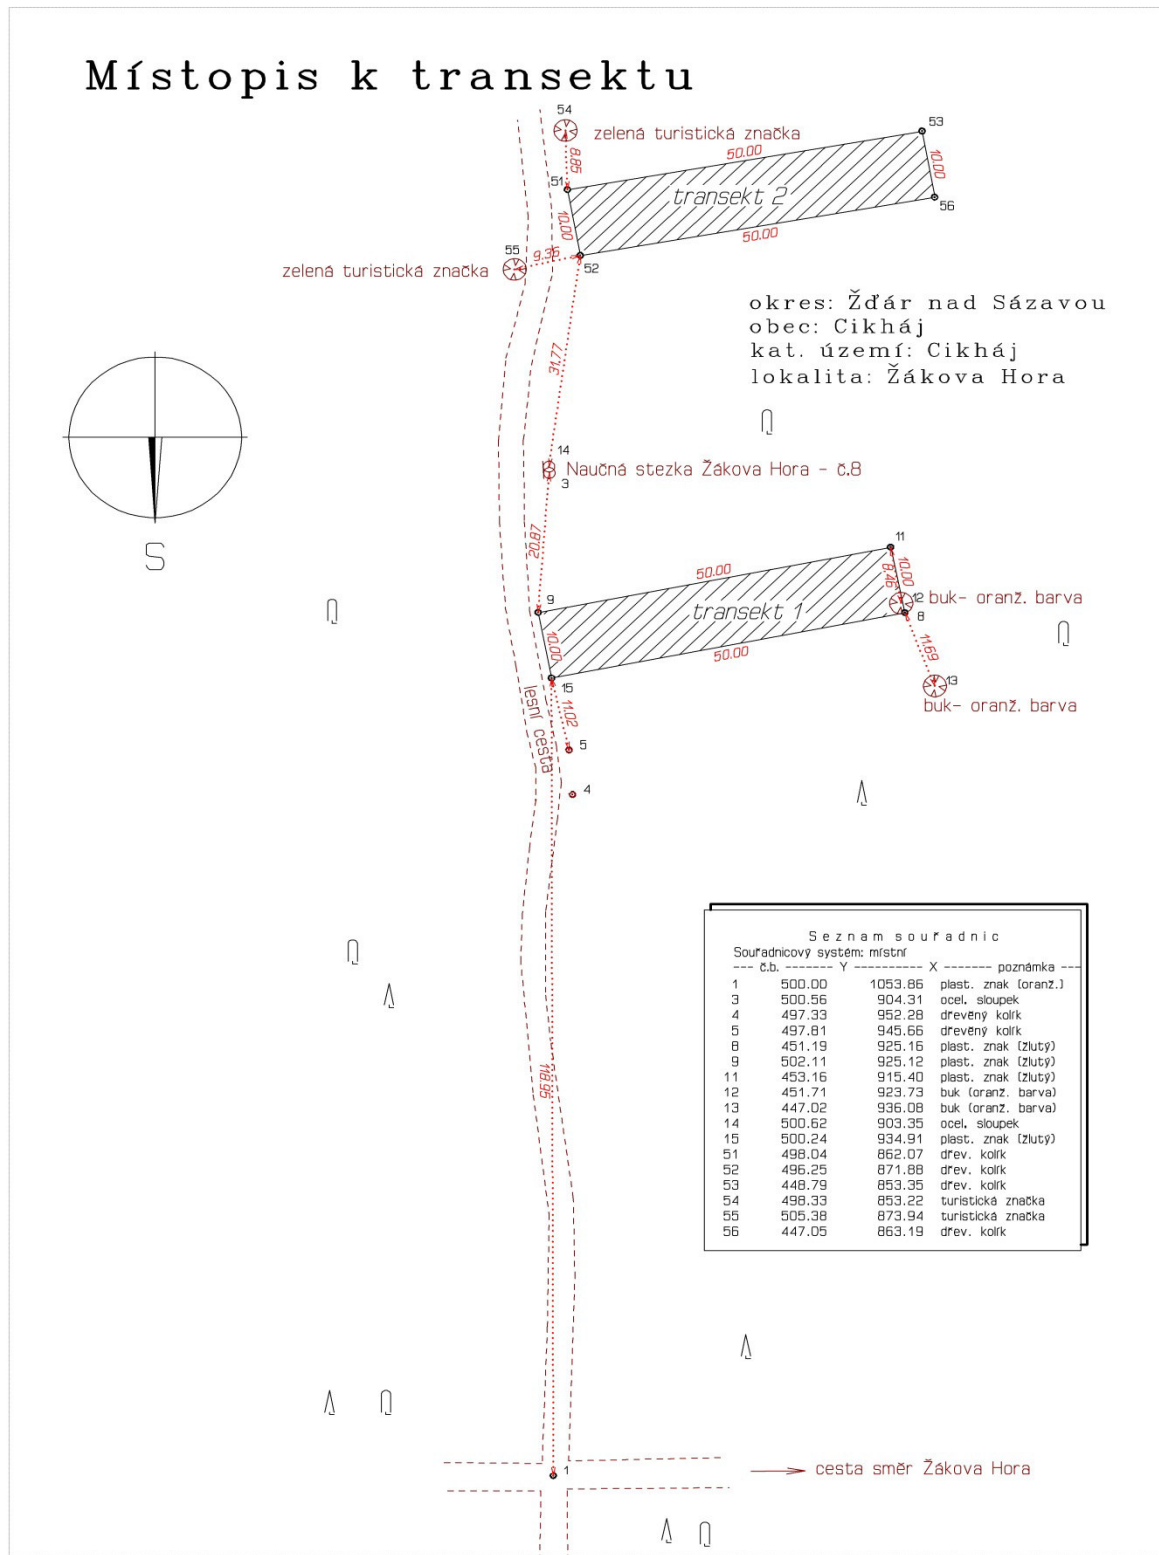 Místopis k transektu
54
zelená turistická značka
53
8.85
50.00
51
10.00
transekt 2
56
10.00
50.00
55
9.35
52
zelená turistická značka
okres: Žďár nad Sázavou
obec: Cikháj
kat. území: Cikháj
lokalita: Žákova Hora
31.77
14
Naučná stezka Žákova Hora - č.8
3
S
20.87
11
50.00
10.00
8.46
12
buk- oranž. barva
9
transekt 1
8
10.00
50.00
11.69
15
13
buk- oranž. barva
lesní cesta
11.02
5
4
Seznam souřadnic
Souřadnicový systém: místní
--- č.b. ------- Y ---------- X ------- poznámka ---
1 500.00 1053.86 plast. znak (oranž.)
3 500.56 904.31 ocel. sloupek
4 497.33 952.28 dřevěný kolík
5 497.81 945.66 dřevěný kolík
8 451.19 925.16 plast. znak (žlutý)
9 502.11 925.12 plast. znak (žlutý)
11 453.16 915.40 plast. znak (žlutý)
12 451.71 923.73 buk (oranž. barva)
13 447.02 936.08 buk (oranž. barva)
14 500.62 903.35 ocel. sloupek
15 500.24 934.91 plast. znak (žlutý)
51 498.04 862.07 dřev. kolík
52 496.25 871.88 dřev. kolík
53 448.79 853.35 dřev. kolík
54 498.33 853.22 turistická značka
55 505.38 873.94 turistická značka
56 447.05 863.19 dřev. kolík
118.95
1
cesta směr Žákova Hora